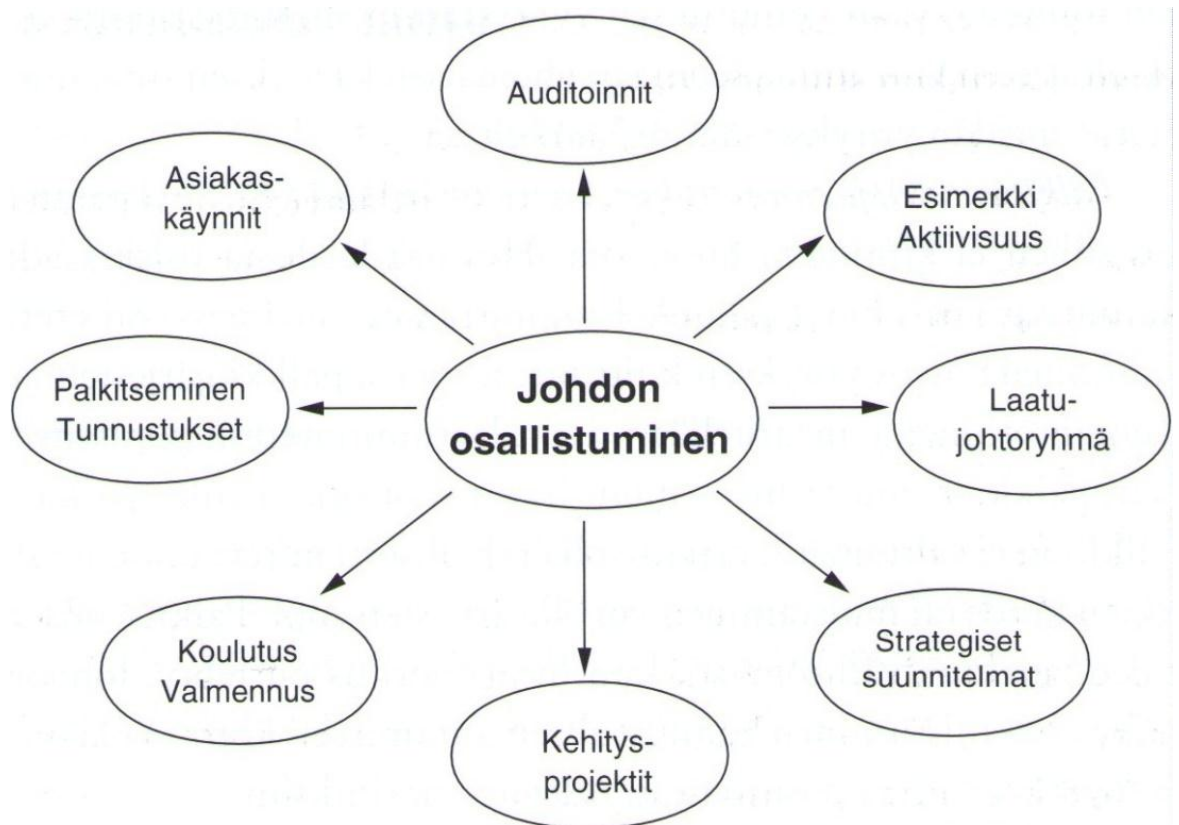 Auditoinnit
Asiakas-
käynnit
Esimerkki
Aktiivisuus
Palkitseminen
Tunnustukset
Johdon
osallistuminen
Laatu-
johtoryhmä
Koulutus
Valmennus
Strategiset
suunnitelmat
Kehitys-
projektit